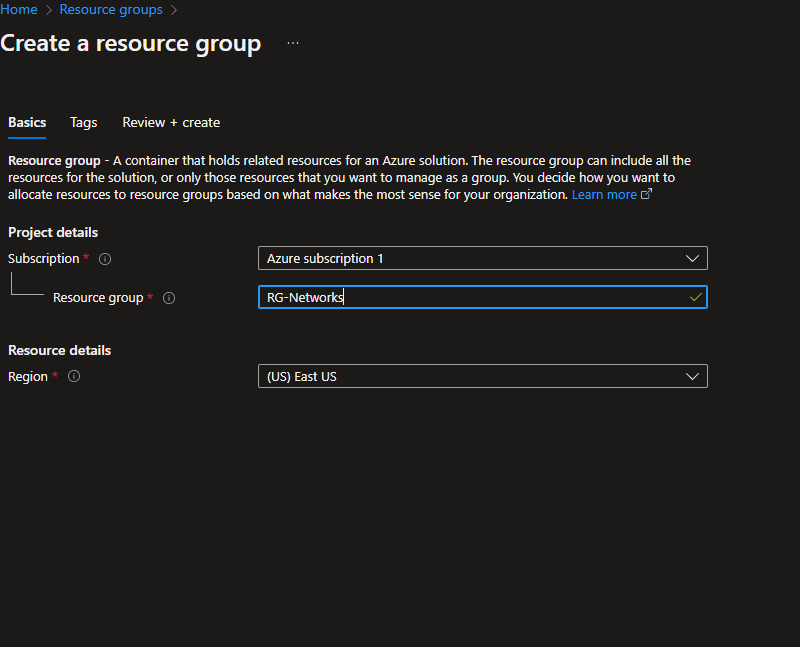 Home > Resource groups >
Create a resource group ...
Basics Tags Review + create
Resource group - A container that holds related resources for an Azure solution. The resource group can include all the
resources for the solution, or only those resources that you want to manage as a group. You decide how you want to
allocate resources to resource groups based on what makes the most sense for your organization. Learn more
Project details
Subscription * Azure subscription 1
Resource group * RG-Networks
Resource details
Region * (US) East US